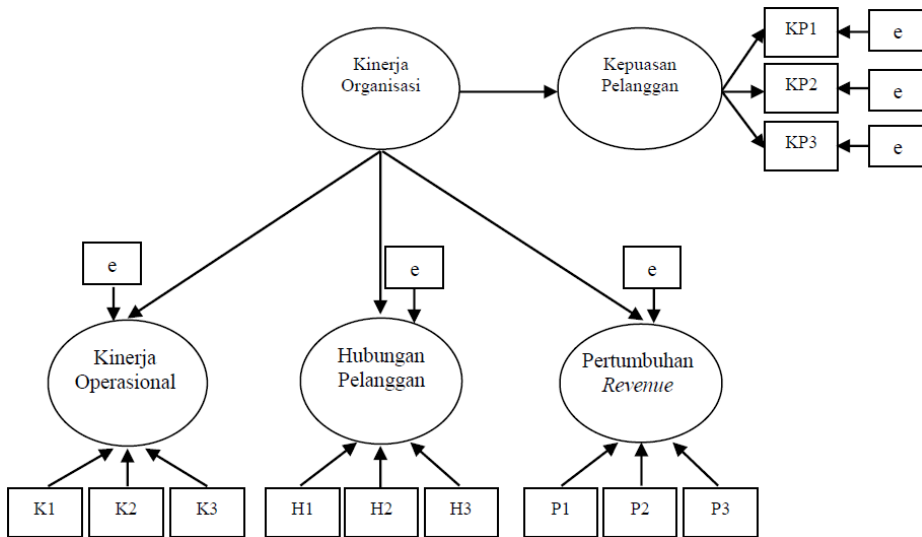 Kinerja
Organisasi
Kepuasan
Pelanggan
KP1
e
KP2
e
KP3
e
e
e
e
Kinerja
Operasional
Hubungan
Pelanggan
Pertumbuhan
Revenue
K1
K2
K3
H1
H2
H3
P1
P2
P3